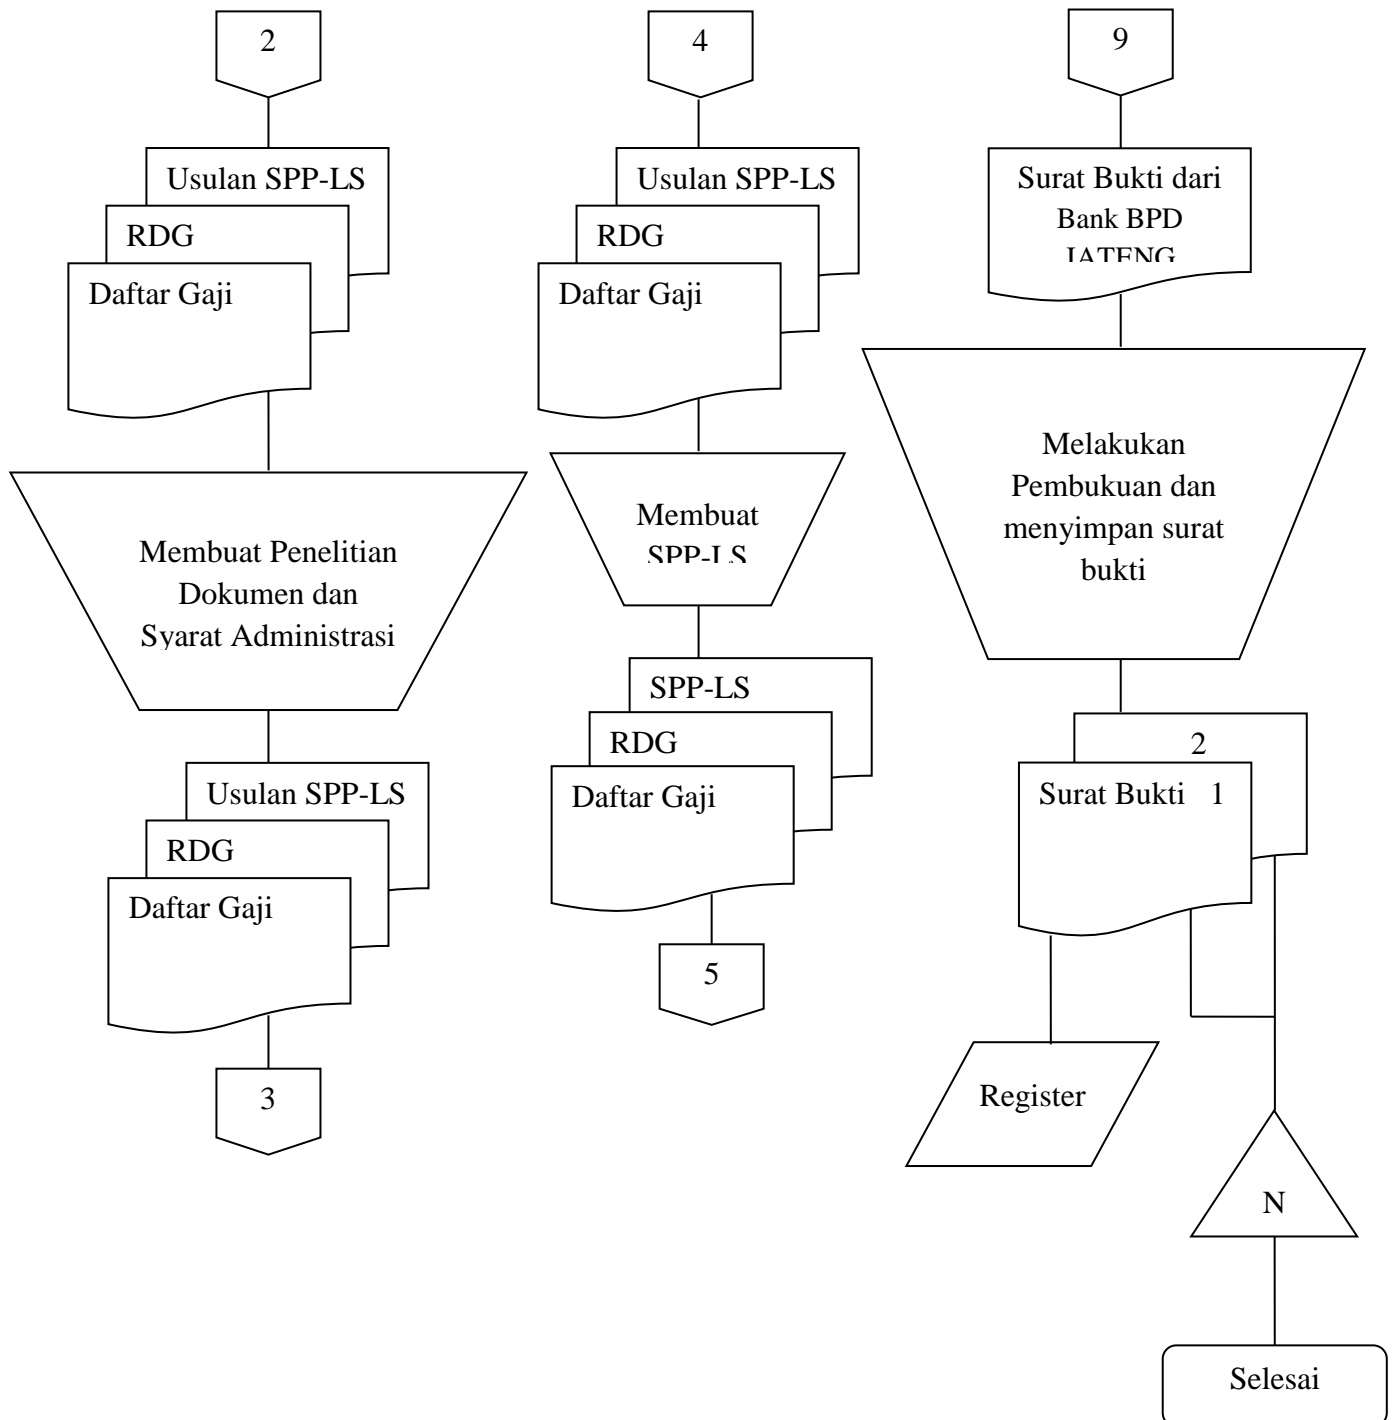 2
Usulan SPP-LS
RDG
Daftar Gaji
Membuat Penelitian
Dokumen dan
Syarat Administrasi
Usulan SPP-LS
RDG
Daftar Gaji
3
4
Usulan SPP-LS
RDG
Daftar Gaji
Membuat
SPP-LS
SPP-LS
RDG
Daftar Gaji
5
9
Surat Bukti dari
Bank BPD
JATENG
Melakukan
Pembukuan dan
menyimpan surat
bukti
2
Surat Bukti 1
Register
N
Selesai